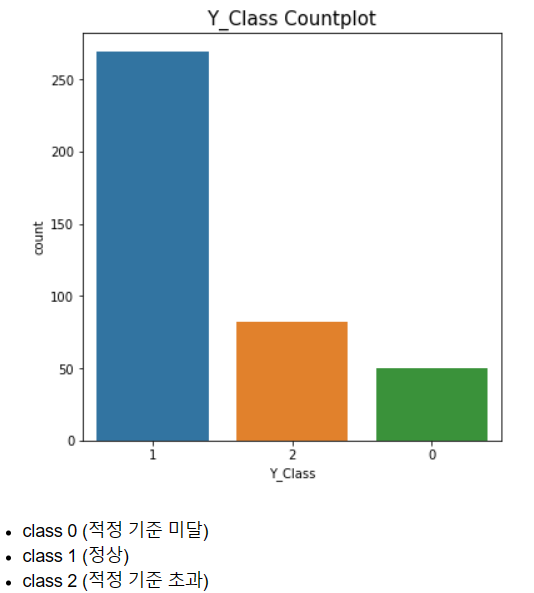 Y_Class Countplot
250
200
150
100
50
0
count
1 2 0
Y_Class
• class 0 (적정 기준 미달)
• class 1 (정상)
• class 2 (적정 기준 초과)